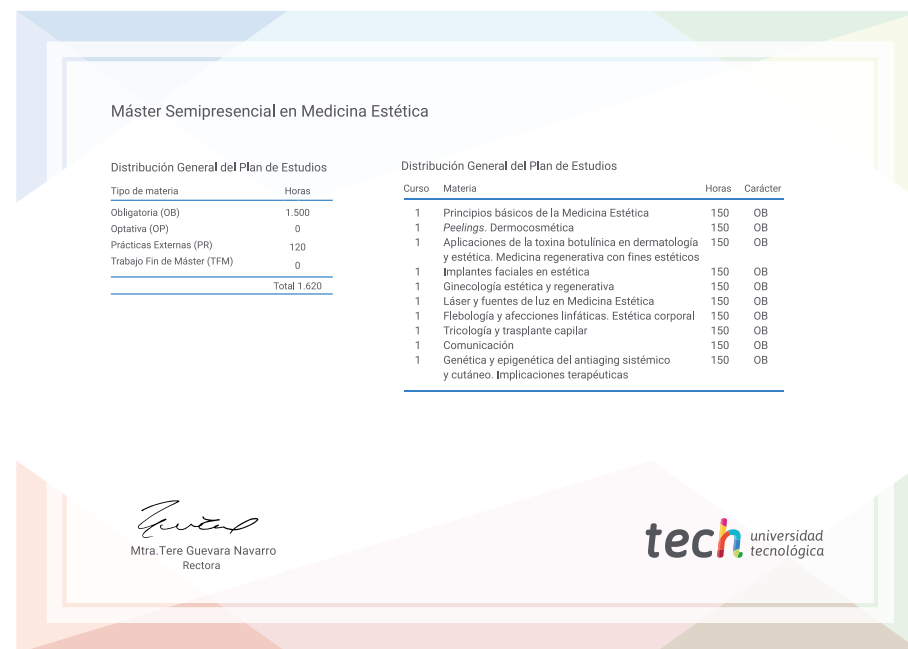 Máster Semipresencial en Medicina Estética
Distribución General del Plan de Estudios
Tipo de materia Horas
Obligatoria (OB) 1.500
Optativa (OP) 0
Prácticas Externas (PR) 120
Trabajo Fin de Máster (TFM) 0
Total 1.620
Distribución General del Plan de Estudios
Curso Materia Horas Carácter
1 Principios básicos de la Medicina Estética 150 OB
1 Peelings. Dermocosmética 150 OB
1 Aplicaciones de la toxina botulínica en dermatología 150 OB
y estética. Medicina regenerativa con fines estéticos
1 Implantes faciales en estética 150 OB
1 Ginecología estética y regenerativa 150 OB
1 Láser y fuentes de luz en Medicina Estética 150 OB
1 Flebología y afecciones linfáticas. Estética corporal 150 OB
1 Tricología y trasplante capilar 150 OB
1 Comunicación 150 OB
1 Genética y epigenética del antiaging sistémico 150 OB
y cutáneo. Implicaciones terapéuticas
Mtra.Tere Guevara Navarro
Rectora
tech universidad
tecnológica